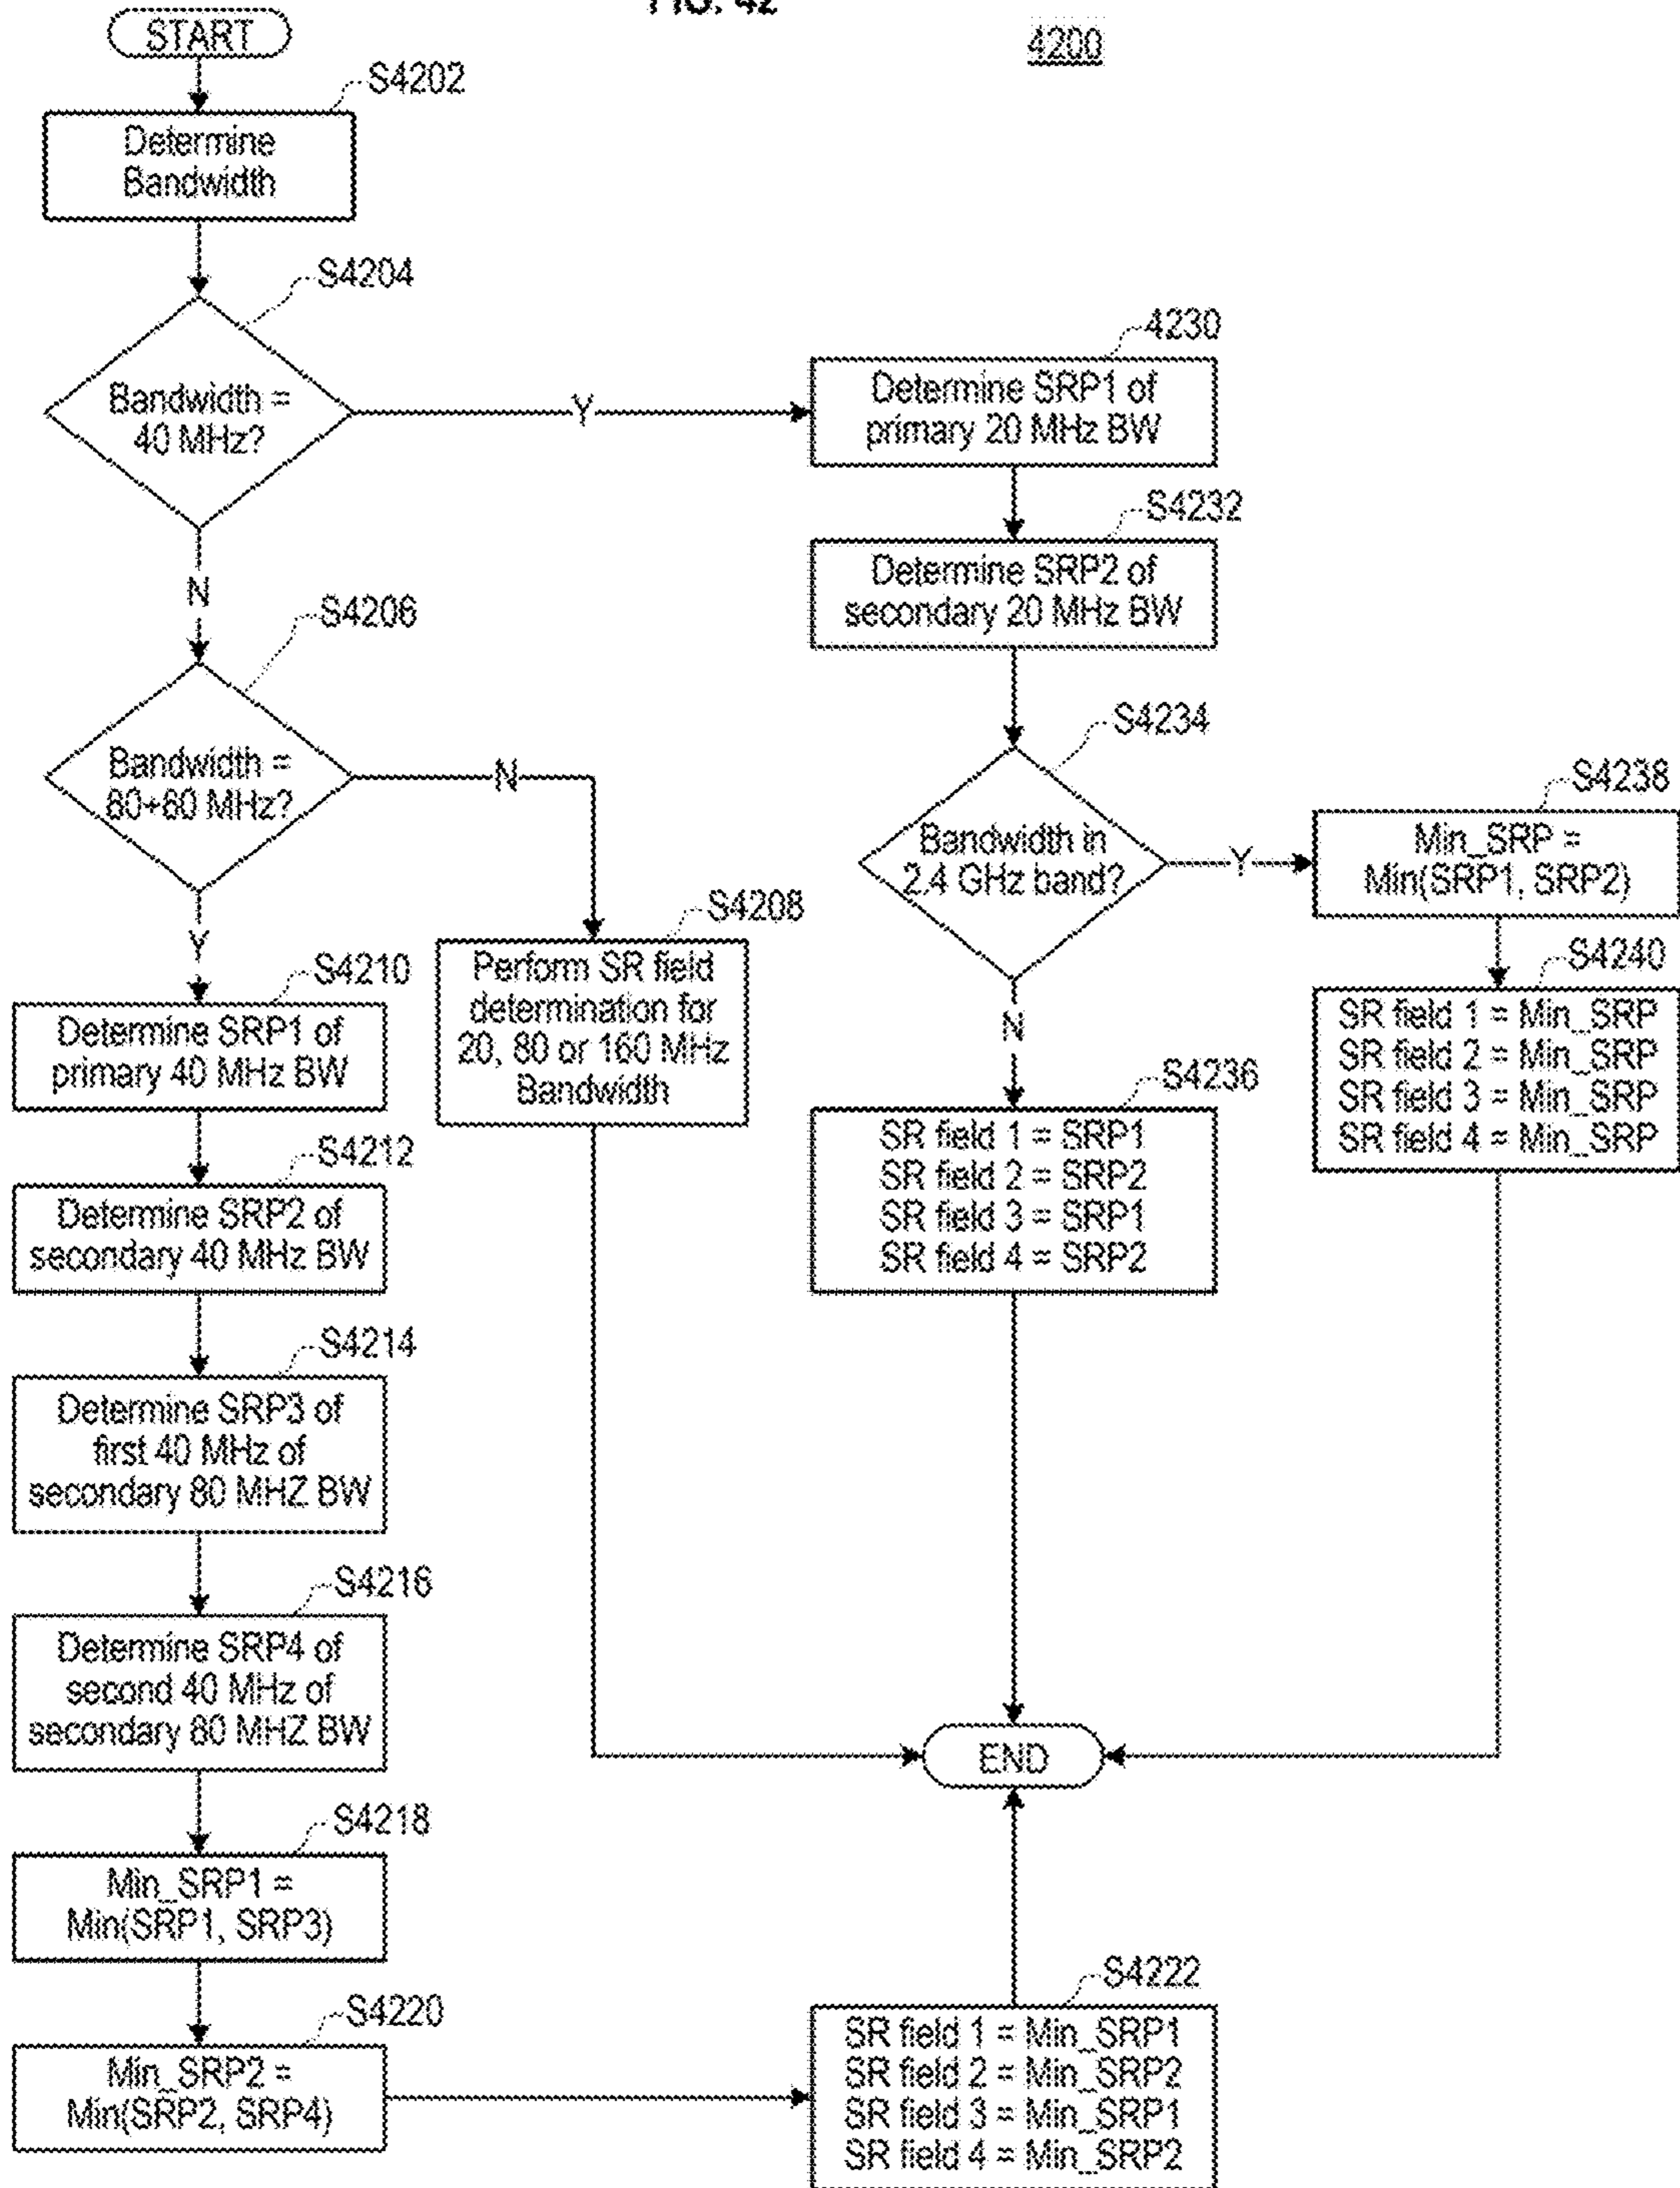 FIG. 42
4200
START
S4202
Determine
Bandwidth
S4204
Bandwidth =
40 MHz?
Y
N
S4206
Bandwidth =
80+80 MHz?
N
Y
S4208
Perform SR field
determination for
20, 80 or 160 MHz
Bandwidth
S4210
Determine SRP1 of
primary 40 MHz BW
S4212
Determine SRP2 of
secondary 40 MHz BW
S4214
Determine SRP3 of
first 40 MHz of
secondary 80 MHZ BW
S4216
Determine SRP4 of
second 40 MHz of
secondary 80 MHZ BW
S4218
Min_SRP1 =
Min(SRP1, SRP3)
S4220
Min_SRP2 =
Min(SRP2, SRP4)
S4222
SR field 1 = Min_SRP1
SR field 2 = Min_SRP2
SR field 3 = Min_SRP1
SR field 4 = Min_SRP2
4230
Determine SRP1 of
primary 20 MHz BW
S4232
Determine SRP2 of
secondary 20 MHz BW
S4234
Bandwidth in
2.4 GHz band?
Y
N
S4236
SR field 1 = SRP1
SR field 2 = SRP2
SR field 3 = SRP1
SR field 4 = SRP2
S4238
Min_SRP =
Min(SRP1, SRP2)
S4240
SR field 1 = Min_SRP
SR field 2 = Min_SRP
SR field 3 = Min_SRP
SR field 4 = Min_SRP
END